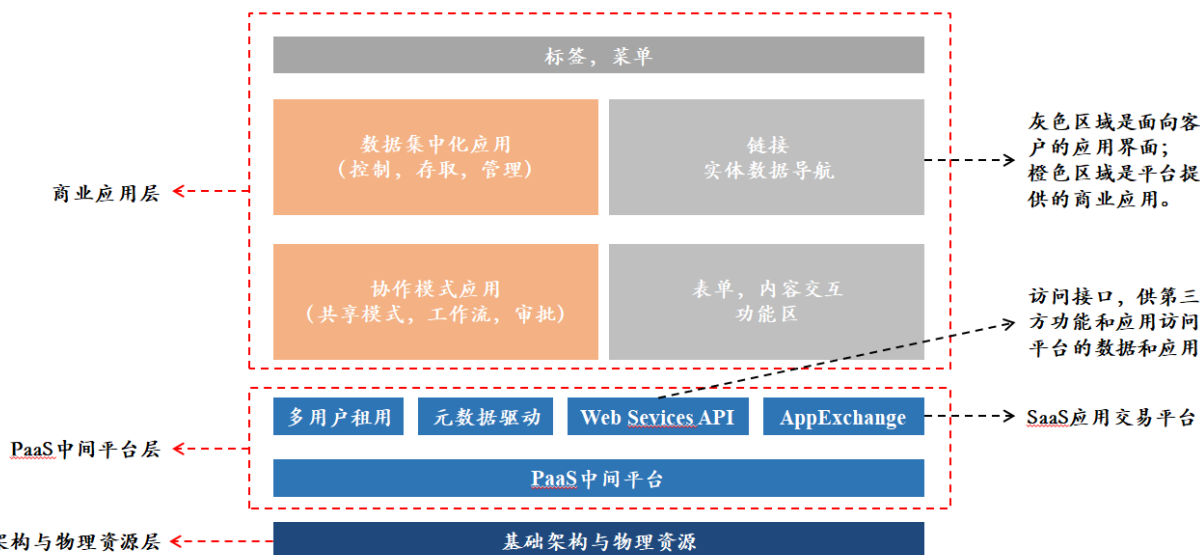 标签，菜单
数据集中化应用
（控制，存取，管理）
链接
实体数据导航
灰色区域是面向客
户的应用界面；
橙色区域是平台提
供的商业应用。
商业应用层
协作模式应用
（共享模式，工作流，审批）
表单，内容交互
功能区
访问接口，供第三
方功能和应用访问
平台的数据和应用
多用户租用
元数据驱动
Web Sevices API
AppExchange
SaaS应用交易平台
PaaS中间平台层
PaaS中间平台
架构与物理资源层
基础架构与物理资源